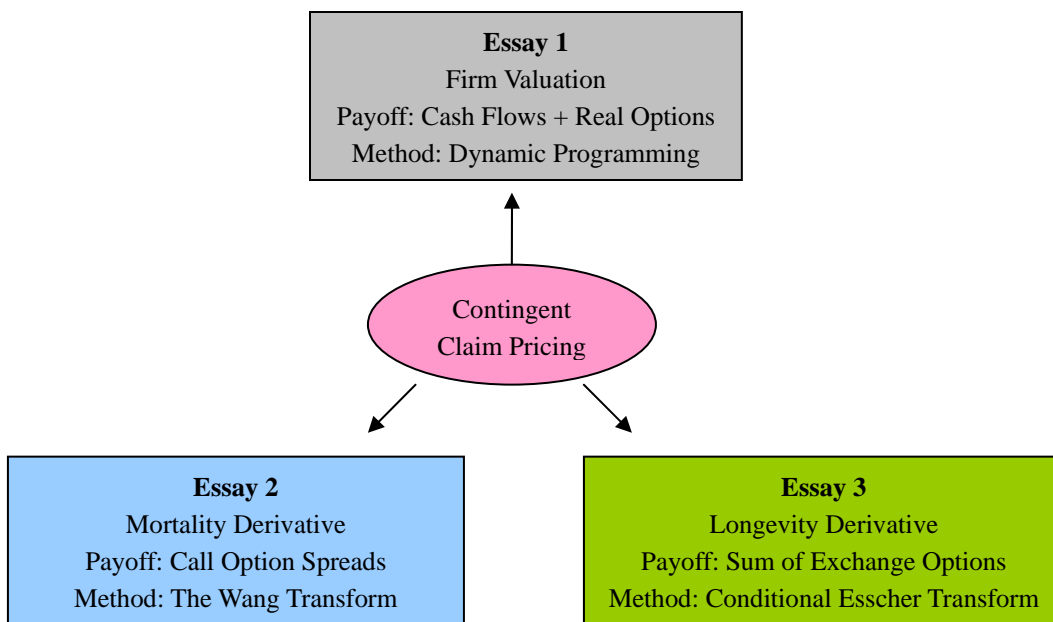 Essay 1
Firm Valuation
Payoff: Cash Flows + Real Options
Method: Dynamic Programming
Contingent
Claim Pricing
Essay 2
Mortality Derivative
Payoff: Call Option Spreads
Method: The Wang Transform
Essay 3
Longevity Derivative
Payoff: Sum of Exchange Options
Method: Conditional Esscher Transform